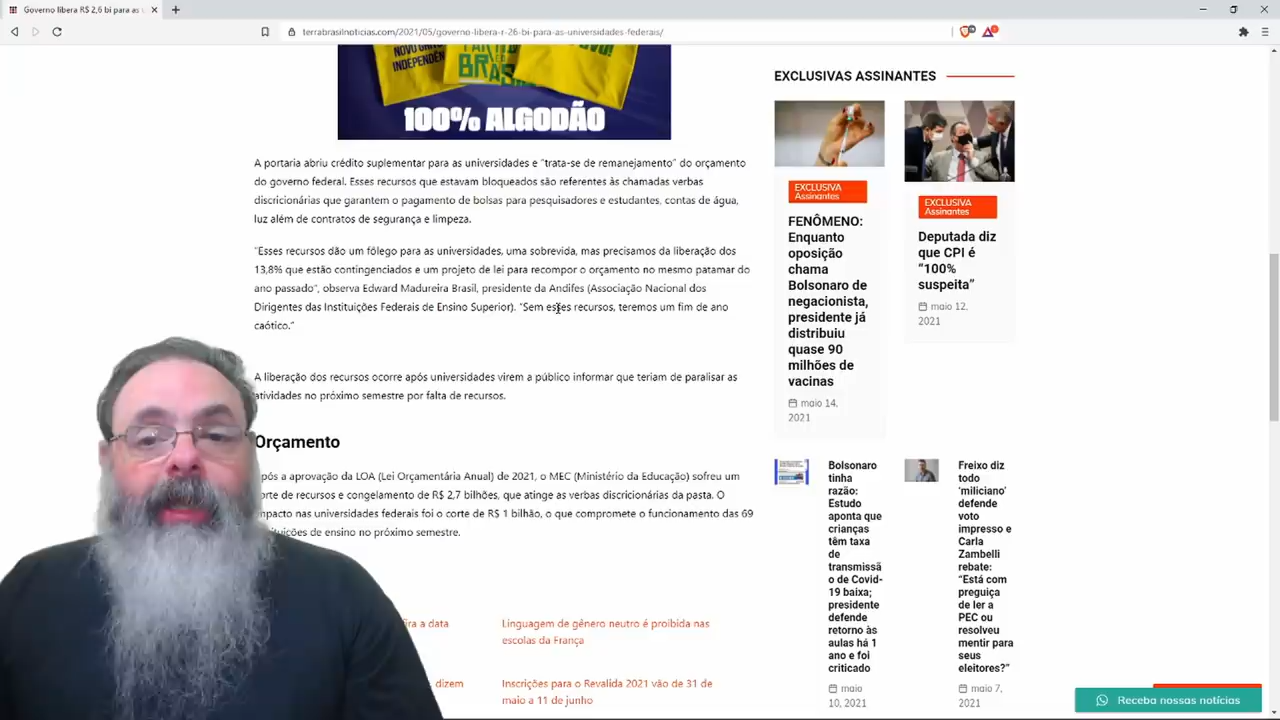 Governo libera R$ 2,6 bi para as
terrabrasilnoticias.com/2021/05/governo-libera-r-26-bi-para-as-universidades-federais/
100% ALGODÃO
A portaria abriu crédito suplementar para as universidades e “trata-se de remanejamento” do orçamento
do governo federal. Esses recursos que estavam bloqueados são referentes às chamadas verbas
discricionárias que garantem o pagamento de bolsas para pesquisadores e estudantes, contas de água,
luz além de contratos de segurança e limpeza.
“Esses recursos dão um fôlego para as universidades, uma sobrevida, mas precisamos da liberação dos
13,8% que estão contingenciados e um projeto de lei para recompor o orçamento no mesmo patamar do
ano passado”, observa Edward Madureira Brasil, presidente da Andifes (Associação Nacional dos
Dirigentes das Instituições Federais de Ensino Superior). “Sem esses recursos, teremos um fim de ano
caótico.”
A liberação dos recursos ocorre após universidades virem a público informar que teriam de paralisar as
atividades no próximo semestre por falta de recursos.
Orçamento
pós a aprovação da LOA (Lei Orçamentária Anual) de 2021, o MEC (Ministério da Educação) sofreu um
orte de recursos e congelamento de R$ 2,7 bilhões, que atinge as verbas discricionárias da pasta. O
mpacto nas universidades federais foi o corte de R$ 1 bilhão, o que compromete o funcionamento das 69
ições de ensino no próximo semestre.
ira a data
dizem
Linguagem de gênero neutro é proibida nas
escolas da França
Inscrições para o Revalida 2021 vão de 31 de
maio a 11 de junho
EXCLUSIVAS ASSINANTES
EXCLUSIVA
Assinantes
FENÔMENO:
Enquanto
oposição
chama
Bolsonaro de
negacionista,
presidente já
distribuiu
quase 90
milhões de
vacinas
maio 14,
2021
EXCLUSIVA
Assinantes
Deputada diz
que CPI é
“100%
suspeita”
maio 12,
2021
Bolsonaro
tinha
razão:
Estudo
aponta que
crianças
têm taxa
de
transmissã
o de Covid-
19 baixa;
presidente
defende
retorno às
aulas há 1
ano e foi
criticado
maio
10, 2021
Freixo diz
todo
‘miliciano’
defende
voto
impresso e
Carla
Zambelli
rebate:
“Está com
preguiça
de ler a
PEC ou
resolveu
mentir para
seus
eleitores?”
maio 7,
2021
Receba nossas notícias